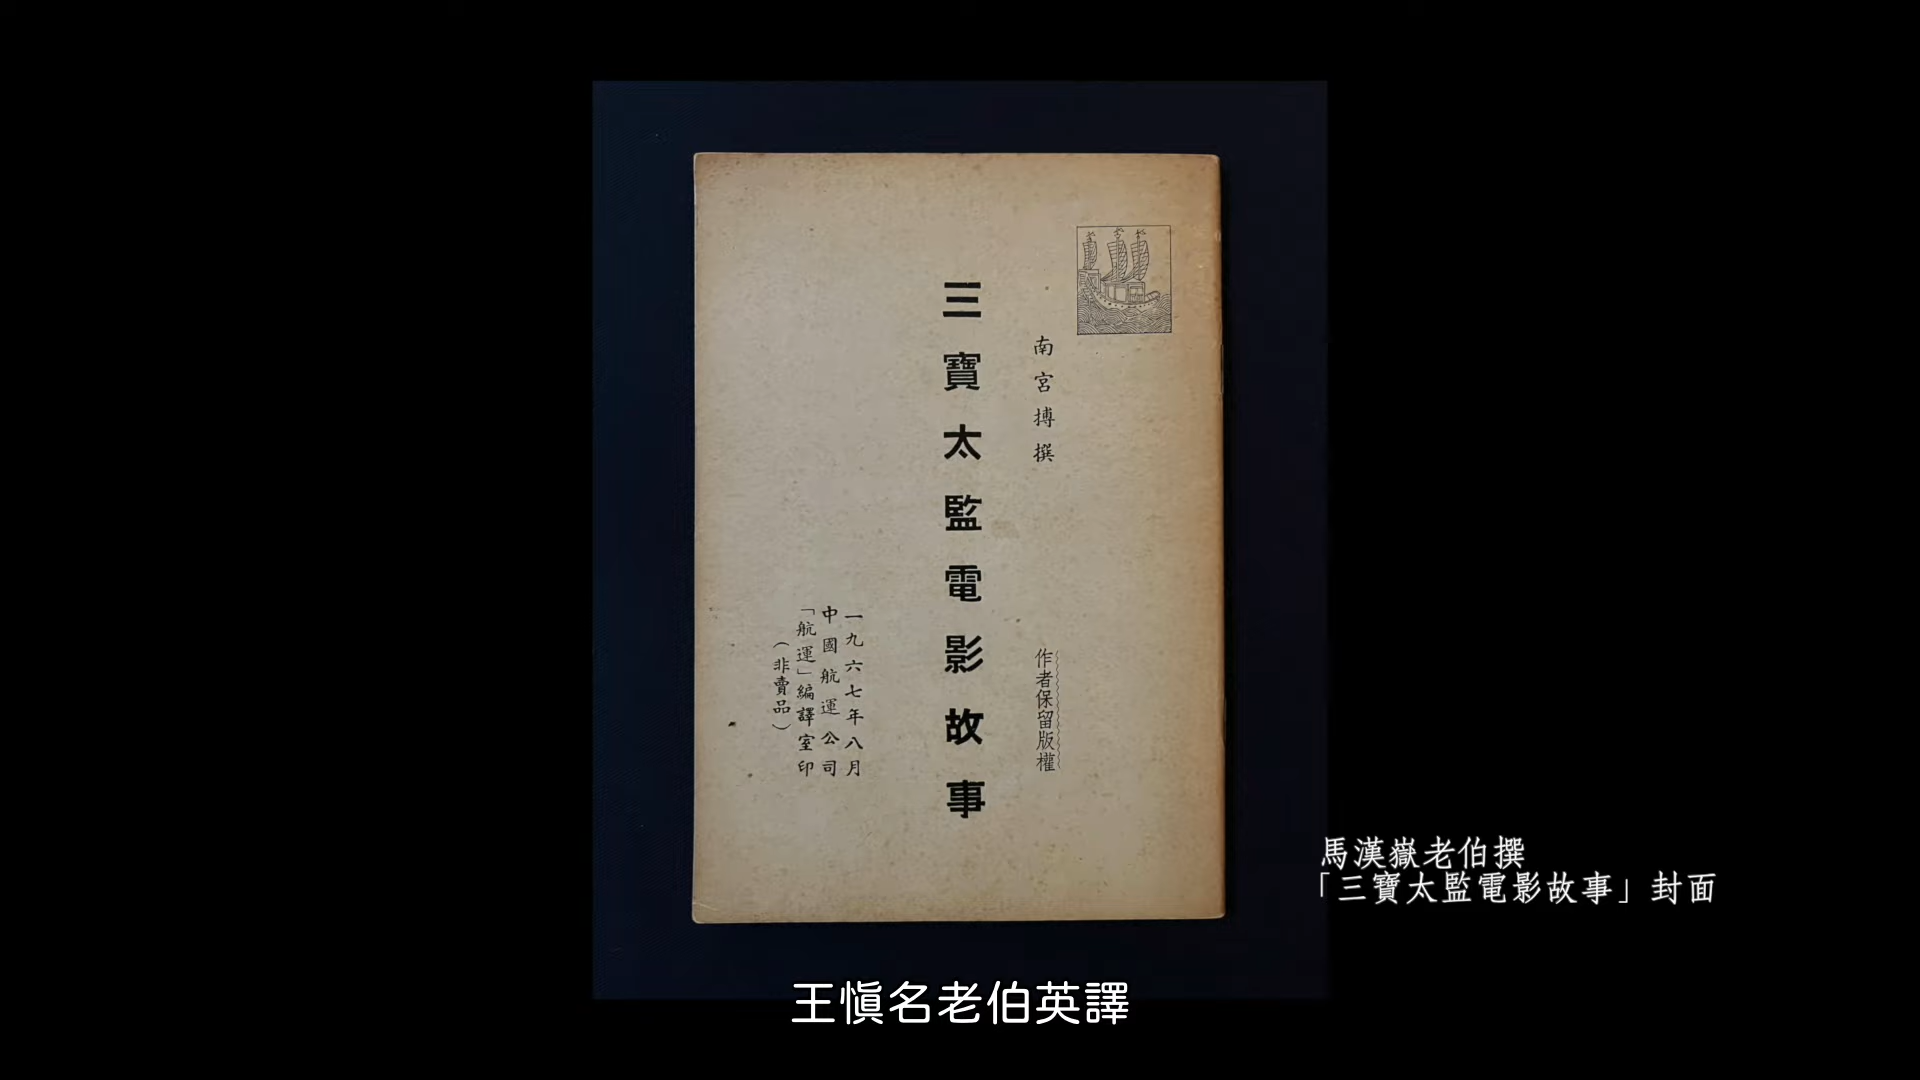 南宮搏撰
作者保留版權
三寶太監電影故事
一九六七年八月
中國航運公司
「航運」編譯室印
（非賣品）
馬漢嶽老伯撰
「三寶太監電影故事」封面
王慎名老伯英譯